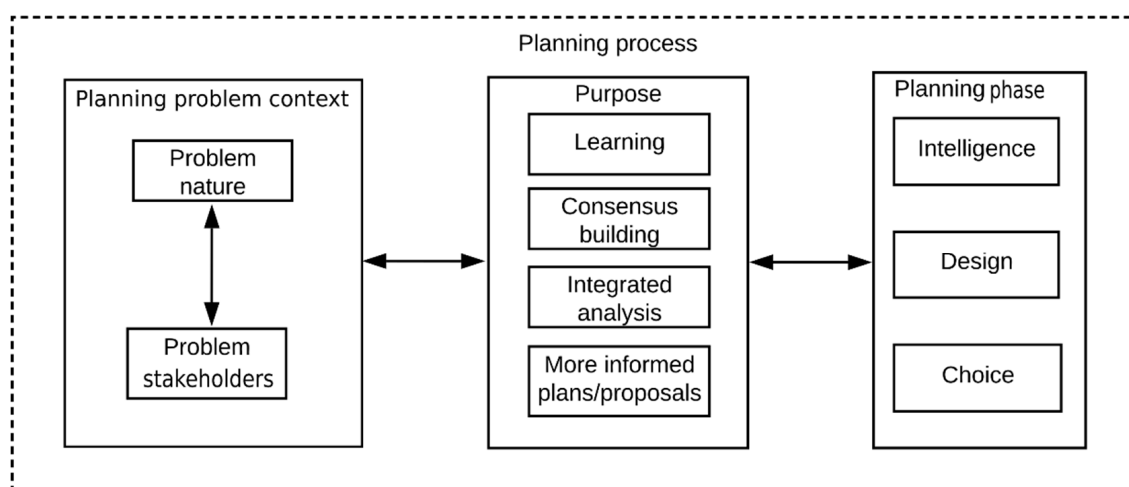 Planning process
Planning problem context
Problem
nature
Problem
stakeholders
Purpose
Learning
Consensus
building
Integrated
analysis
More informed
plans/proposals
Planning phase
Intelligence
Design
Choice